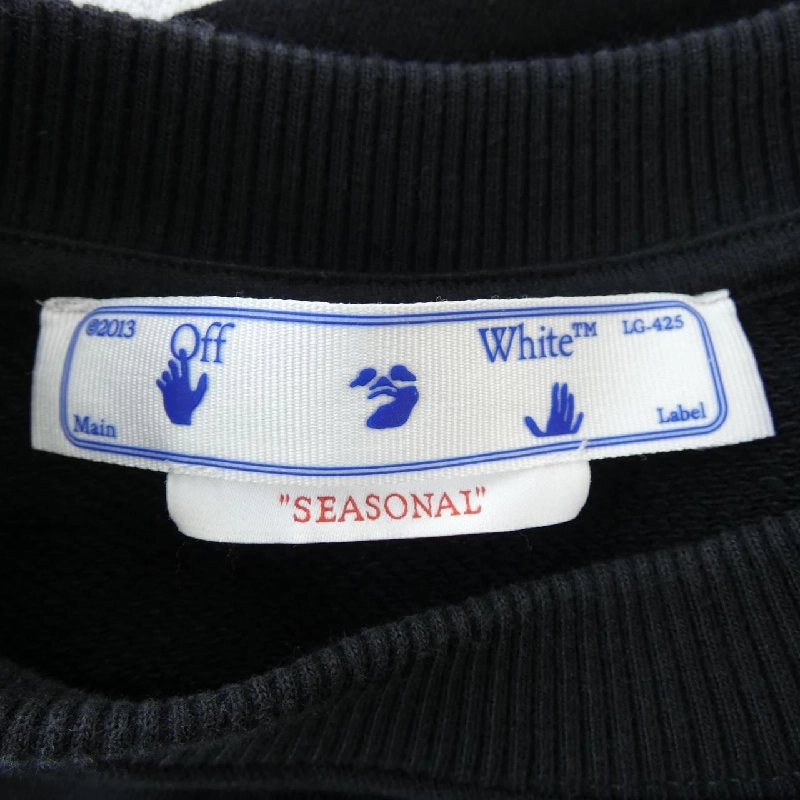 ©2013 Off White™ LG-425
Main Label
"SEASONAL"